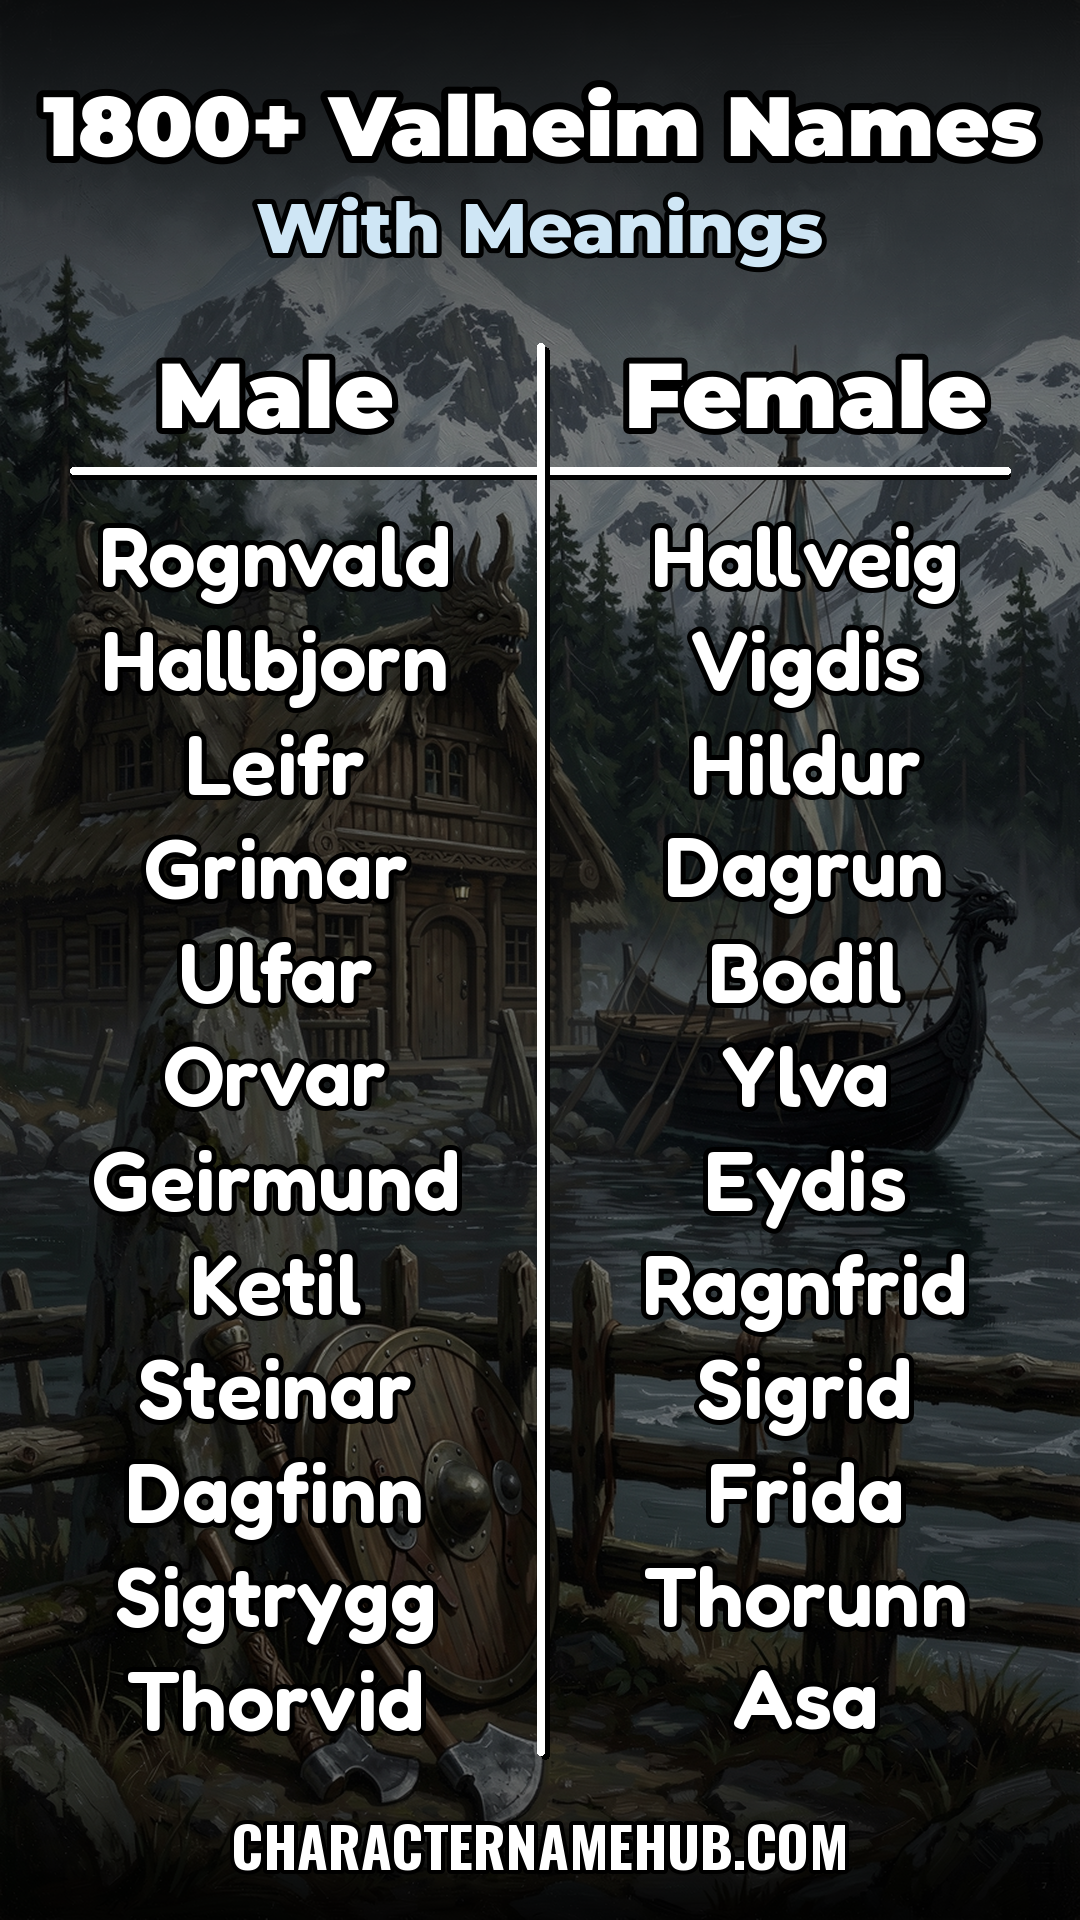 1800+ Valheim Names
With Meanings
Male
Female
Rognvald
Hallveig
Hallbjorn
Vigdis
Leifr
Hildur
Grimar
Dagrun
Ulfar
Bodil
Orvar
Ylva
Geirmund
Eydis
Ketil
Ragnfrid
Steinar
Sigrid
Dagfinn
Frida
Sigtrygg
Thorunn
Thorvid
Asa
CHARACTERNAMEHUB.COM